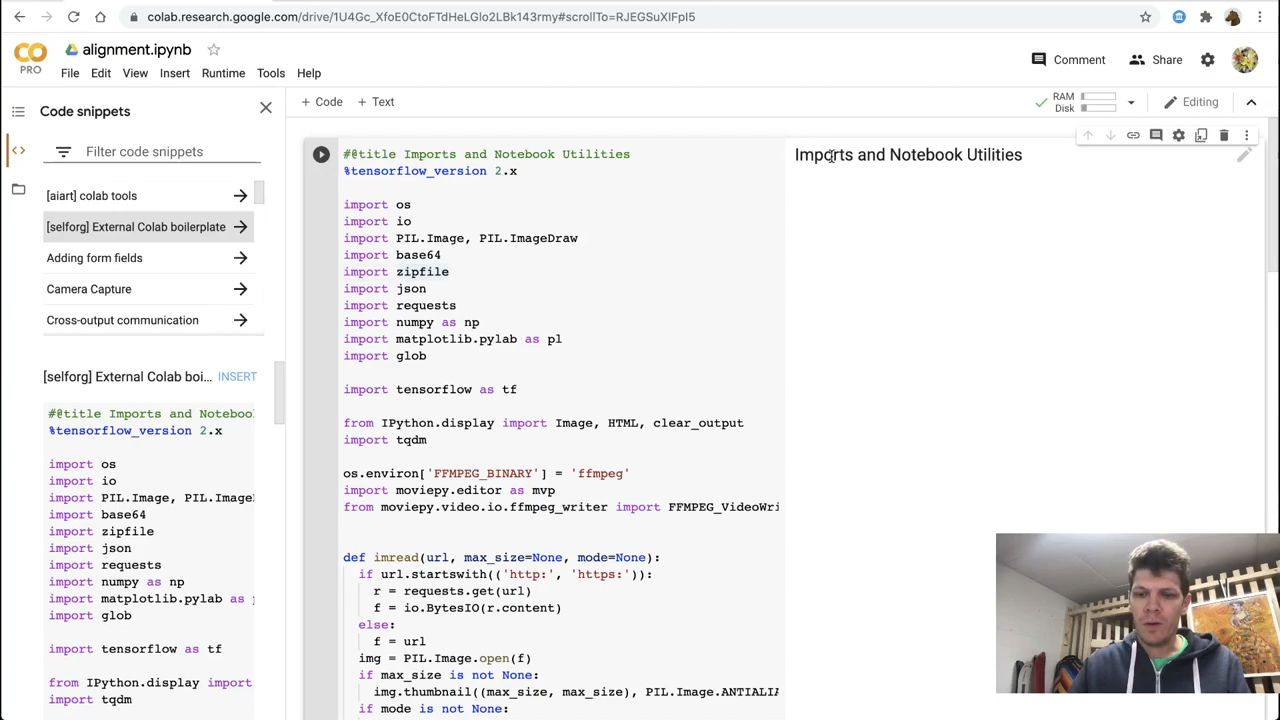 colab.research.google.com/drive/1U4Gc_XfoE0CtoFTdHeLGlo2LBk143rmy#scrollTo=RJEGSuXIFpI5
CO
PRO
alignment.ipynb
File Edit View Insert Runtime Tools Help
Comment
Share
Code snippets
+ Code + Text
RAM
Disk
Editing
Filter code snippets
[aiart] colab tools
[selforg] External Colab boilerplate
Adding form fields
Camera Capture
Cross-output communication
[selforg] External Colab boi... INSERT
#@title Imports and Notebool
%tensorflow_version 2.x
import os
import io
import PIL.Image, PIL.ImageI
import base64
import zipfile
import json
import requests
import numpy as np
import matplotlib.pylab as
import glob
import tensorflow as tf
from IPython.display import
import tqdm
#@title Imports and Notebook Utilities
%tensorflow_version 2.x
import os
import io
import PIL.Image, PIL.ImageDraw
import base64
import zipfile
import json
import requests
import numpy as np
import matplotlib.pylab as pl
import glob
import tensorflow as tf
from IPython.display import Image, HTML, clear_output
import tqdm
os.environ['FFMPEG_BINARY'] = 'ffmpeg'
import moviepy.editor as mvp
from moviepy.video.io.ffmpeg_writer import FFMPEG_VideoWri
def imread(url, max_size=None, mode=None):
if url.startswith(('http:', 'https:')):
r = requests.get(url)
f = io.BytesIO(r.content)
else:
f = url
img = PIL.Image.open(f)
if max_size is not None:
img.thumbnail((max_size, max_size), PIL.Image.ANTIALIA
if mode is not None:
Imports and Notebook Utilities